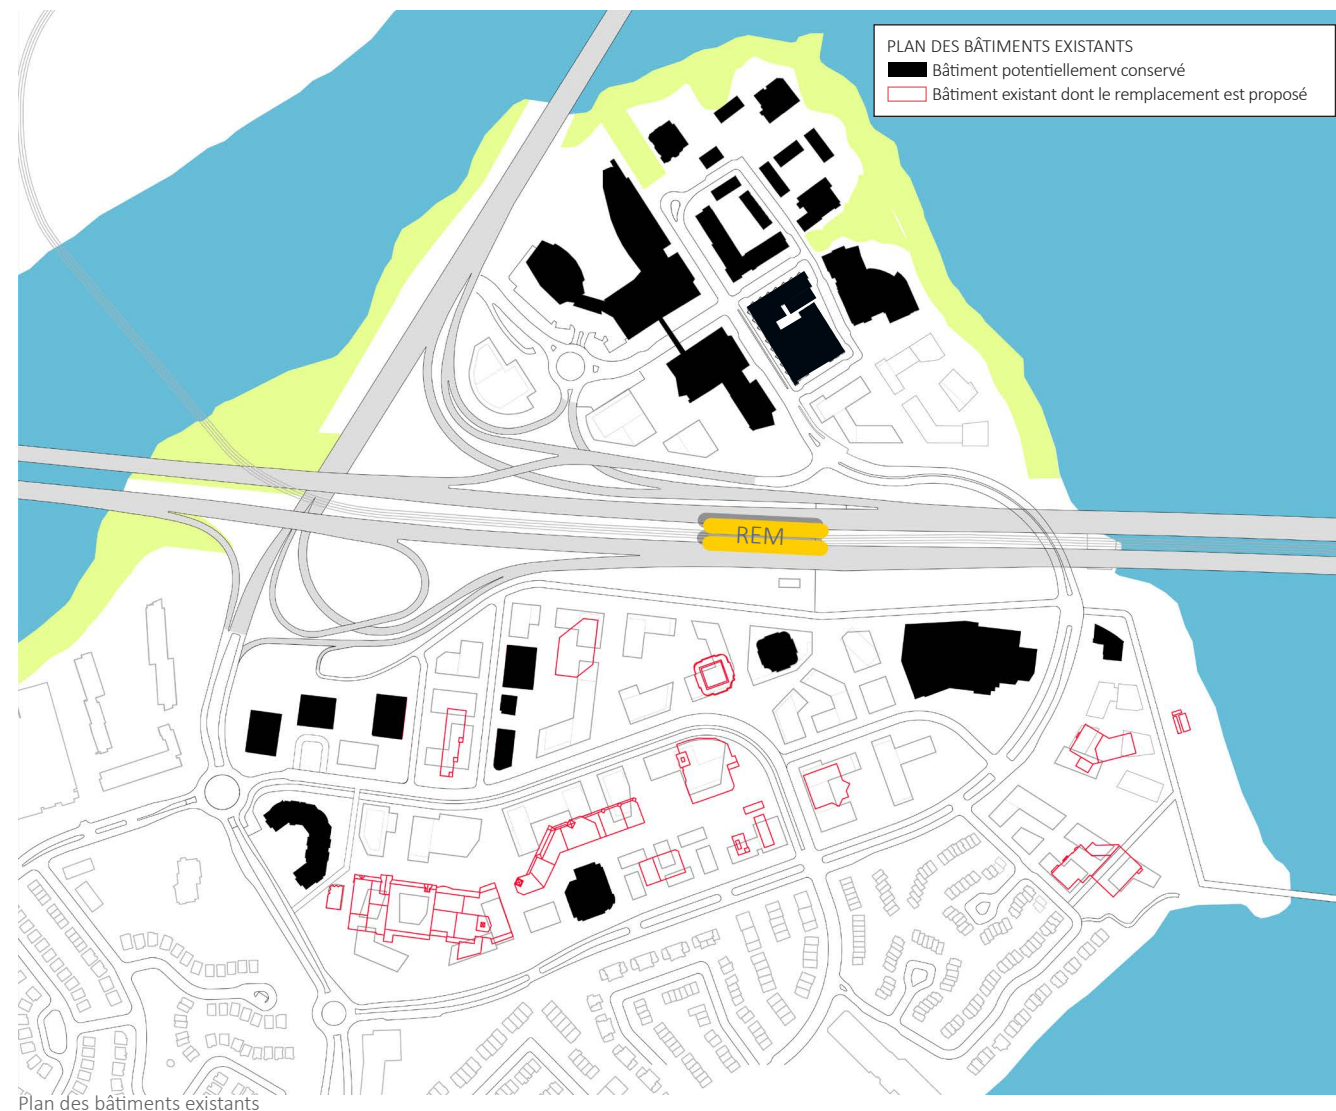 PLAN DES BÂTIMENTS EXISTANTS
Bâtiment potentiellement conservé
Bâtiment existant dont le remplacement est proposé
REM
Plan des bâtiments existants